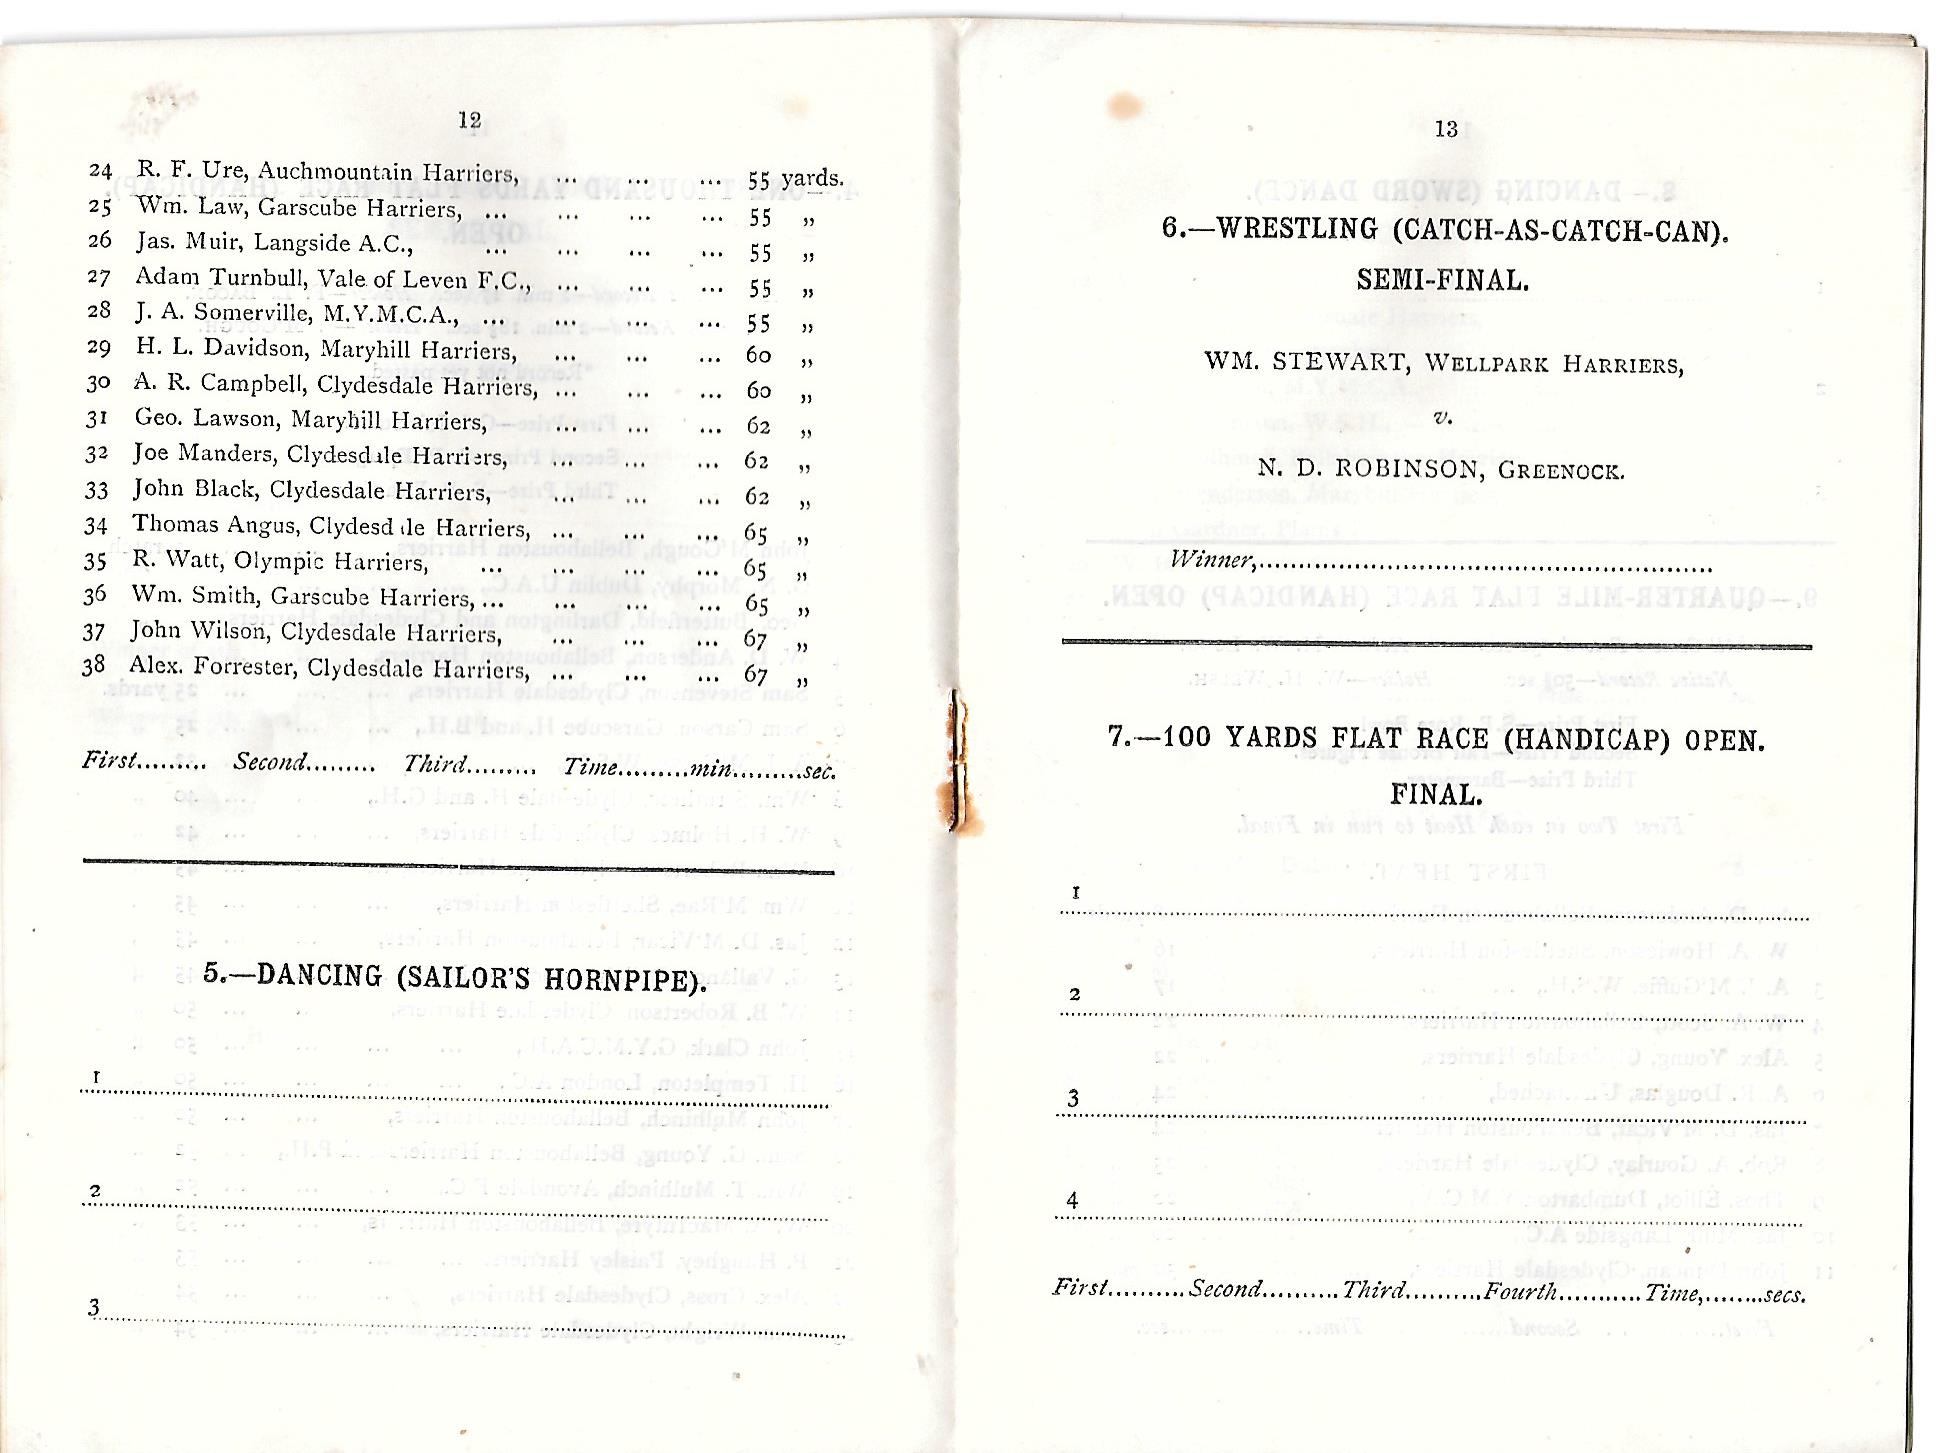 12
24 R. F. Ure, Auchmountain Harriers, ... ... ... 55 yards.
25 Wm. Law, Garscube Harriers, ... ... ... 55 „
26 Jas. Muir, Langside A.C., ... ... ... ... 55 „
27 Adam Turnbull, Vale of Leven F.C., ... ... ... 55 „
28 J. A. Somerville, M.Y.M.C.A., ... ... ... ... 55 „
29 H. L. Davidson, Maryhill Harriers, ... ... ... 60 „
30 A. R. Campbell, Clydesdale Harriers, ... ... ... 60 „
31 Geo. Lawson, Maryhill Harriers, ... ... ... 62 „
32 Joe Manders, Clydesdale Harriers, ... ... ... 62 „
33 John Black, Clydesdale Harriers, ... ... ... 62 „
34 Thomas Angus, Clydesdale Harriers, ... ... ... 65 „
35 R. Watt, Olympic Harriers, ... ... ... ... 65 „
36 Wm. Smith, Garscube Harriers, ... ... ... ... 65 „
37 John Wilson, Clydesdale Harriers, ... ... ... 67 „
38 Alex. Forrester, Clydesdale Harriers, ... ... ... 67 „
First......... Second......... Third......... Time.........min.........sec.
5.—DANCING (SAILOR'S HORNPIPE).
1
2
3
13
6.—WRESTLING (CATCH-AS-CATCH-CAN).
SEMI-FINAL.
WM. STEWART, WELLPARK HARRIERS,
v.
N. D. ROBINSON, GREENOCK.
Winner,..........................................................
7.—100 YARDS FLAT RACE (HANDICAP) OPEN.
FINAL.
1
2
3
4
First..........Second..........Third..........Fourth...........Time,........secs.